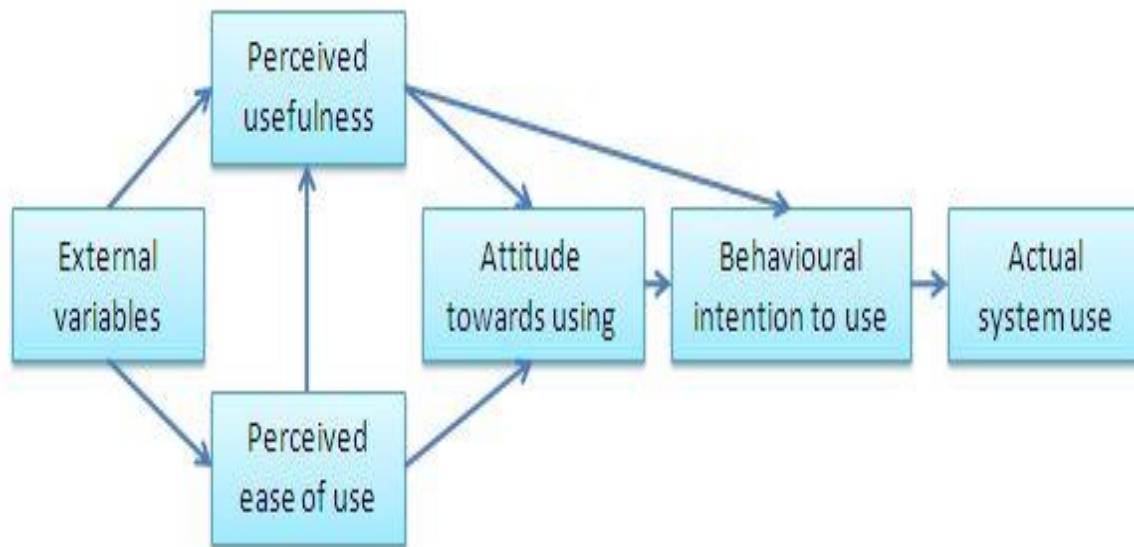 Perceived
usefulness
External
variables
Attitude
towards using
Behavioural
intention to use
Actual
system use
Perceived
ease of use